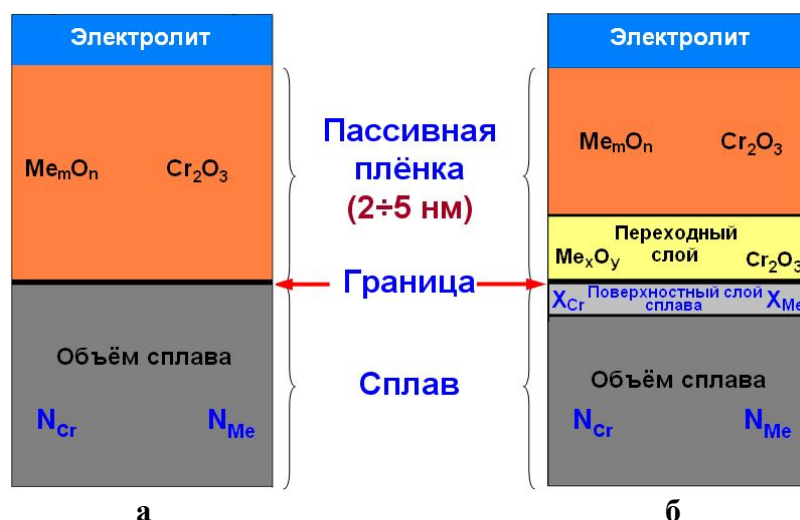 Электролит
Электролит
Пассивная
плёнка
(2÷5 нм)
MemOn Cr2O3
MemOn Cr2O3
Переходный
слой
MexOy Cr2O3
Граница
XCr Поверхностный слой
сплава XMe
Объём сплава
NCr NMe
Сплав
Объём сплава
NCr NMe
а
б